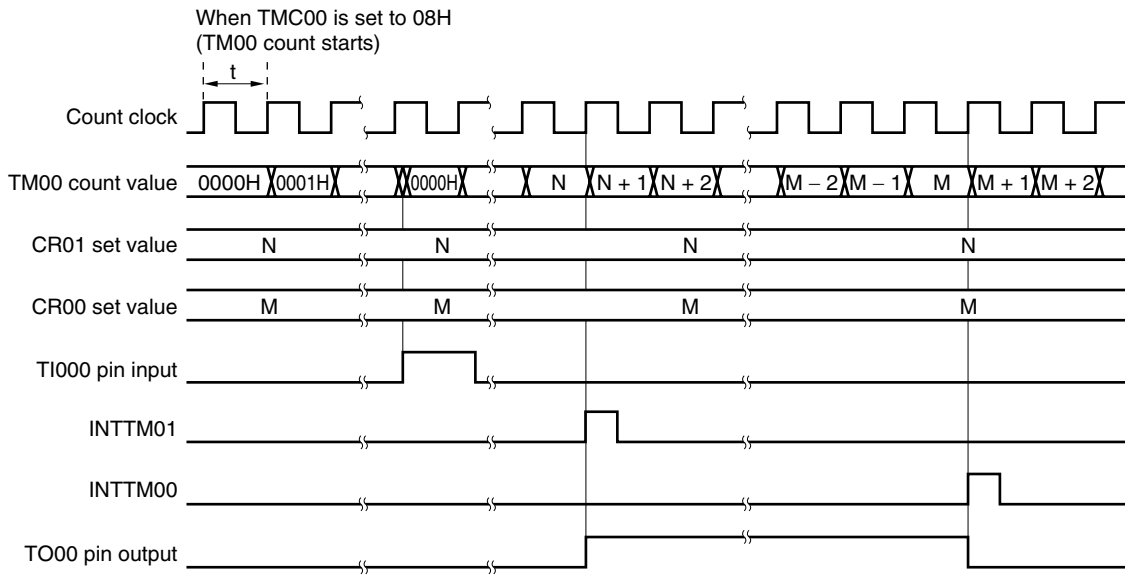 When TMC00 is set to 08H
(TM00 count starts)
t
Count clock
TM00 count value 0000H 0001H 0000H N N + 1 N + 2 M − 2 M − 1 M M + 1 M + 2
CR01 set value N N N N
CR00 set value M M M M
TI000 pin input
INTTM01
INTTM00
TO00 pin output